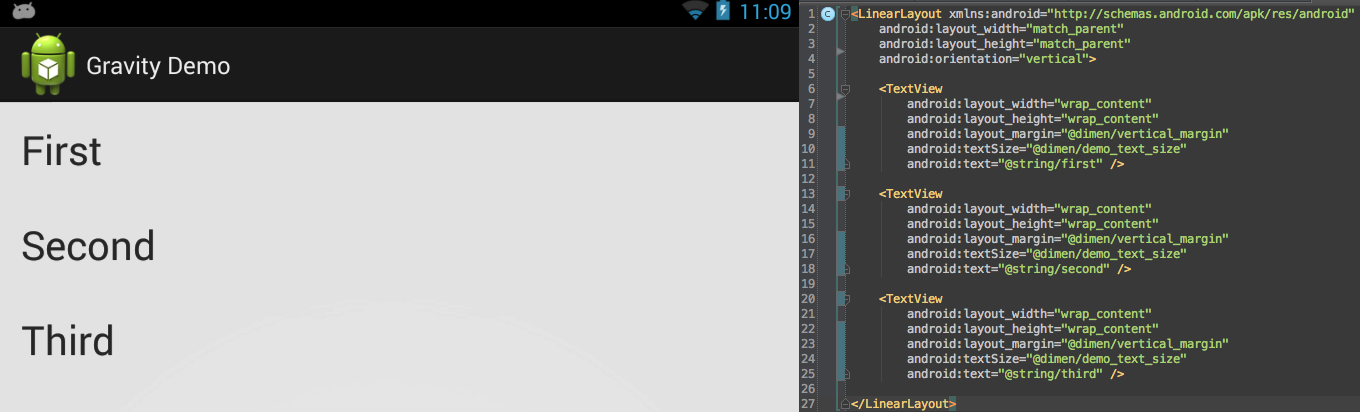 11:09
Gravity Demo
First
Second
Third
1 C <LinearLayout xmlns:android="http://schemas.android.com/apk/res/android"
2 android:layout_width="match_parent"
3 android:layout_height="match_parent"
4 android:orientation="vertical">
5
6 <TextView
7 android:layout_width="wrap_content"
8 android:layout_height="wrap_content"
9 android:layout_margin="@dimen/vertical_margin"
10 android:textSize="@dimen/demo_text_size"
11 android:text="@string/first" />
12
13 <TextView
14 android:layout_width="wrap_content"
15 android:layout_height="wrap_content"
16 android:layout_margin="@dimen/vertical_margin"
17 android:textSize="@dimen/demo_text_size"
18 android:text="@string/second" />
19
20 <TextView
21 android:layout_width="wrap_content"
22 android:layout_height="wrap_content"
23 android:layout_margin="@dimen/vertical_margin"
24 android:textSize="@dimen/demo_text_size"
25 android:text="@string/third" />
26
27 </LinearLayout>